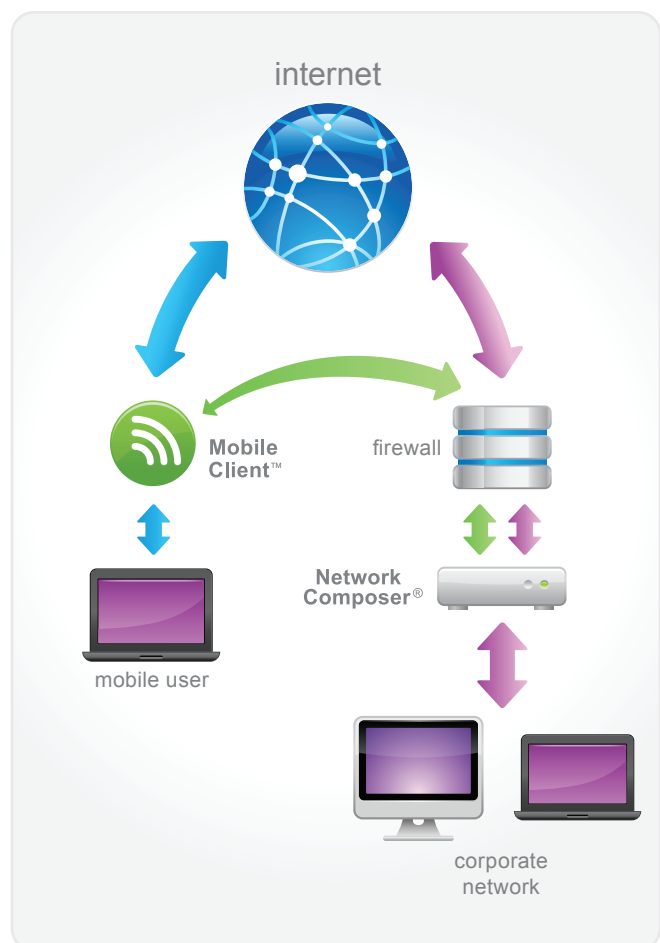 internet
Mobile
Client™
firewall
Network
Composer®
mobile user
corporate
network